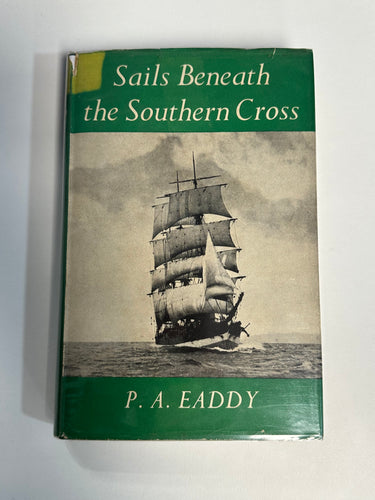 Sails Beneath
the Southern Cross
P. A. EADDY